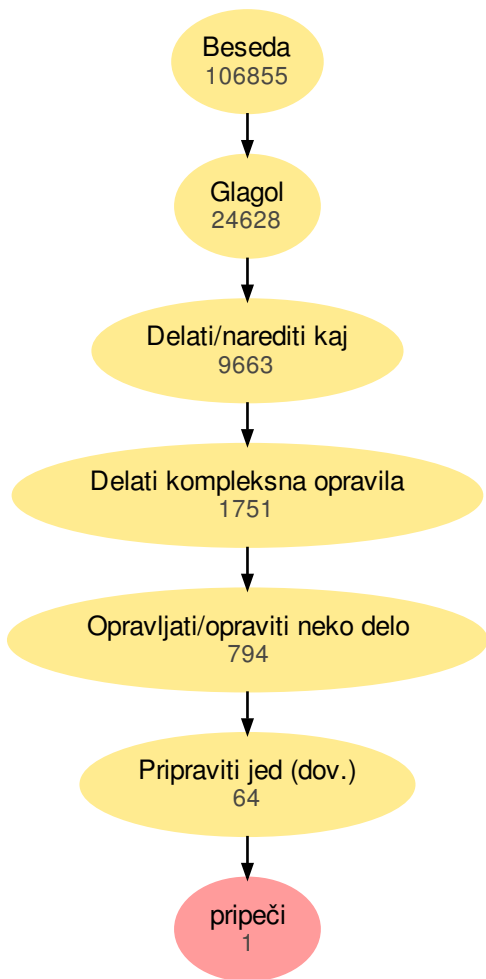 Beseda
106855
Glagol
24628
Delati/narediti kaj
9663
Delati kompleksna opravila
1751
Opravljati/opraviti neko delo
794
Pripraviti jed (dov.)
64
pripeči
1